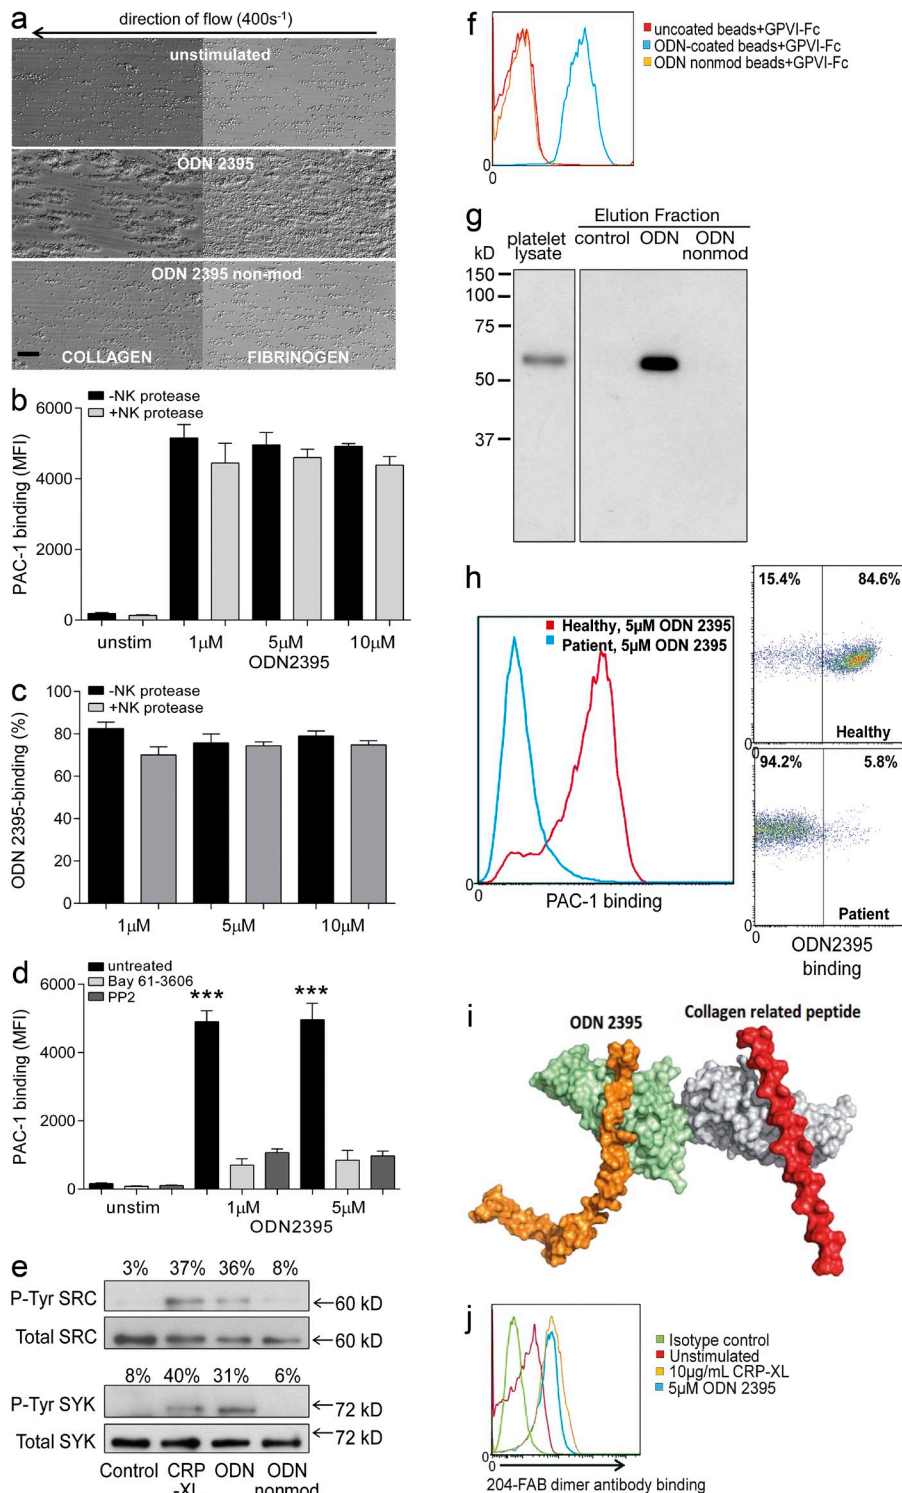 a
direction of flow (400s-1)
unstimulated
ODN 2395
ODN 2395 non-mod
COLLAGEN FIBRINOGEN
b
-NK protease
+NK protease
PAC-1 binding (MFI)
6000
4000
2000
0
unstim 1µM 5µM 10µM
ODN2395
c
-NK protease
+NK protease
ODN 2395-binding (%)
100
80
60
40
20
0
1µM 5µM 10µM
d
untreated
Bay 61-3606
PP2
PAC-1 binding (MFI)
6000
4000
2000
0
*** ***
unstim 1µM 5µM
ODN2395
e
3% 37% 36% 8%
P-Tyr SRC ←60 kD
Total SRC ←60 kD
8% 40% 31% 6%
P-Tyr SYK ←72 kD
Total SYK ←72 kD
Control CRP-XL ODN ODN nonmod
f
uncoated beads+GPVI-Fc
ODN-coated beads+GPVI-Fc
ODN nonmod beads+GPVI-Fc
0
0
g
Elution Fraction
kD platelet lysate control ODN ODN nonmod
150
100
75
50
37
h
Healthy, 5µM ODN 2395
Patient, 5µM ODN 2395
0
0
PAC-1 binding
15.4% 84.6%
Healthy
0
0
94.2% 5.8%
Patient
0
0
ODN2395
binding
i
ODN 2395
Collagen related peptide
j
Isotype control
Unstimulated
10µg/mL CRP-XL
5µM ODN 2395
0
0
204-FAB dimer antibody binding